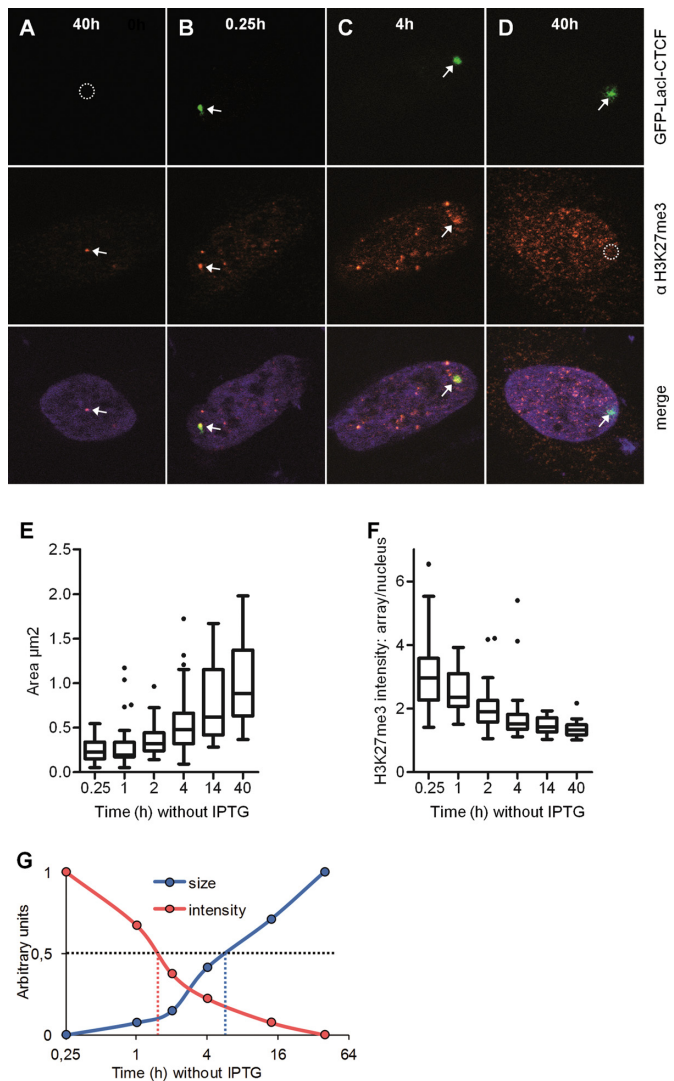 A
40h
0h
B
0.25h
C
4h
D
40h
GFP-LacI-CTCF
α H3K27me3
merge
E
Area µm2
2.5
2.0
1.5
1.0
0.5
0.0
0.25 1 2 4 14 40
Time (h) without IPTG
F
H3K27me3 intensity: array/nucleus
6
4
2
0
0.25 1 2 4 14 40
Time (h) without IPTG
G
Arbitrary units
1
0,5
0
size
intensity
0,25 1 4 16 64
Time (h) without IPTG